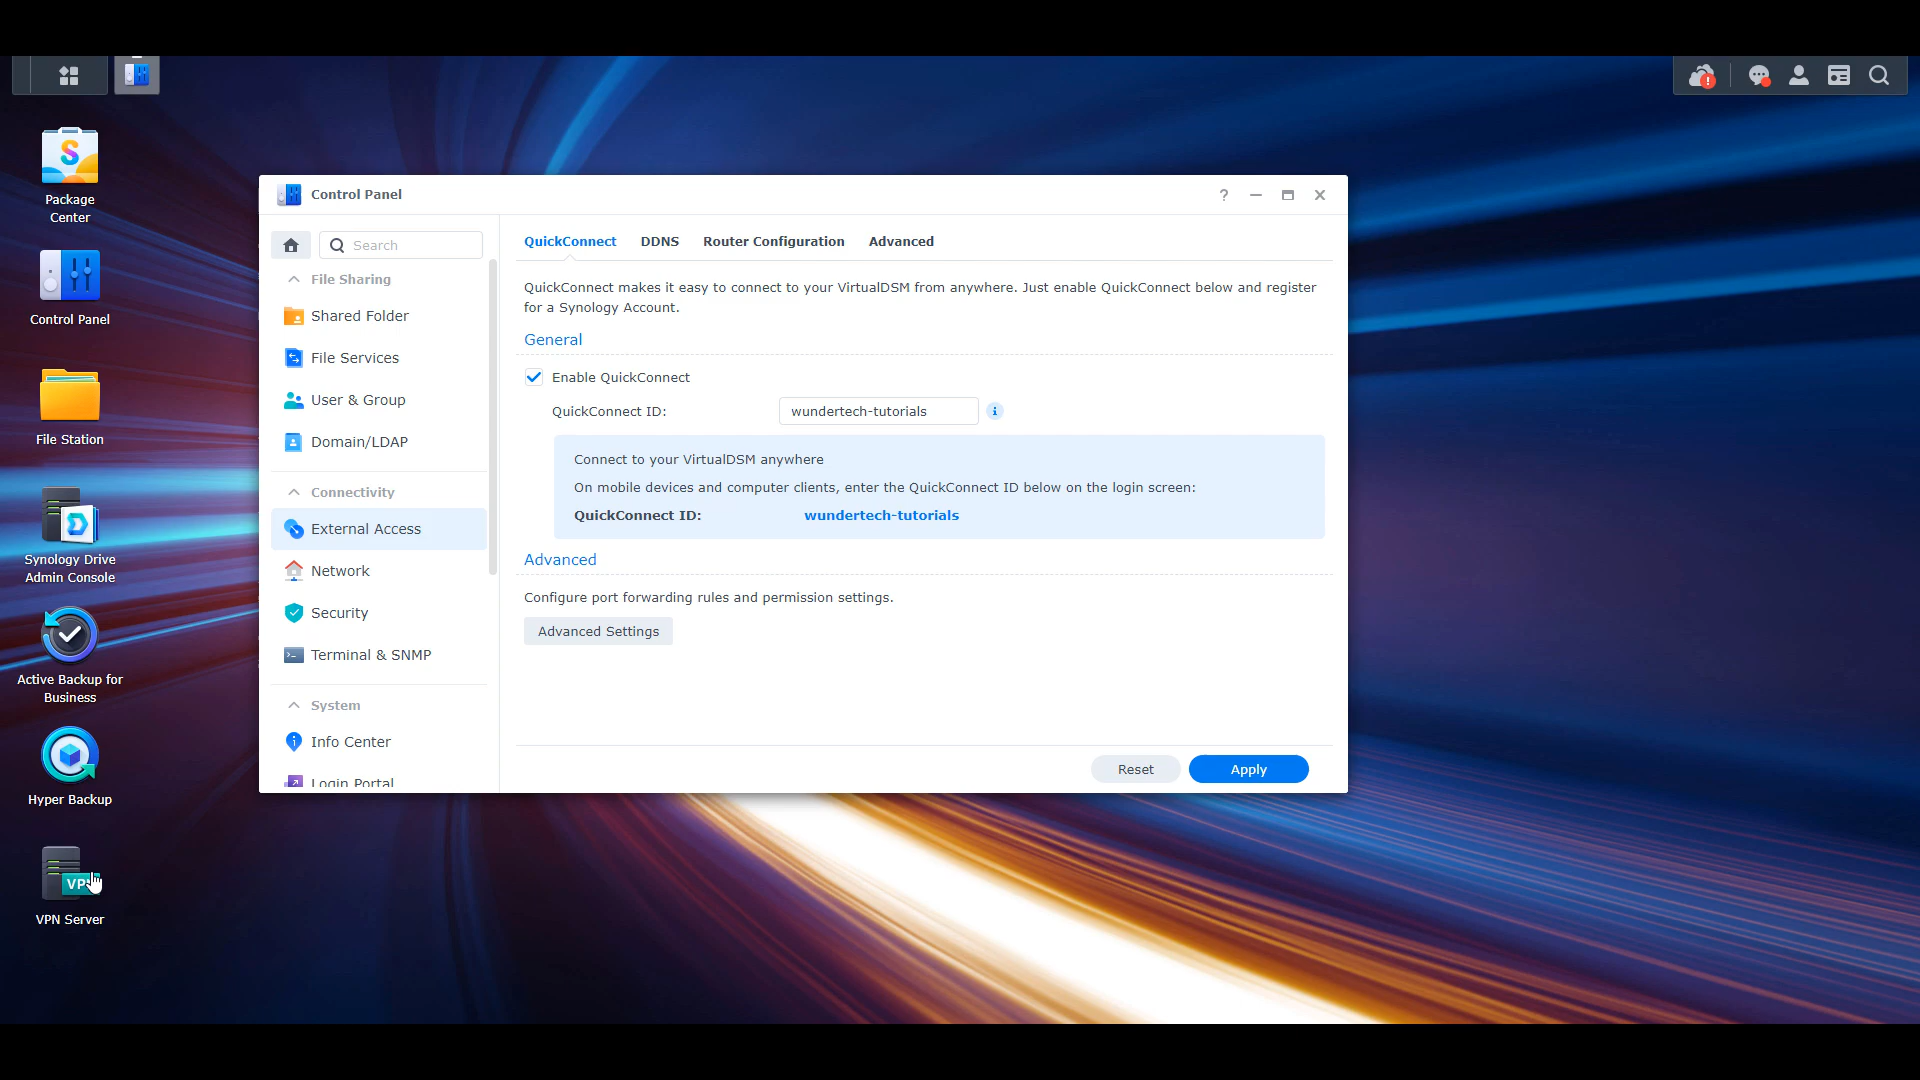 Package
Center
Control Panel
File Station
Synology Drive
Admin Console
Active Backup for
Business
Hyper Backup
VPN
VPN Server
Control Panel
?
Search
File Sharing
Shared Folder
File Services
User & Group
Domain/LDAP
Connectivity
External Access
Network
Security
Terminal & SNMP
System
Info Center
Login Portal
QuickConnect DDNS Router Configuration Advanced
QuickConnect makes it easy to connect to your VirtualDSM from anywhere. Just enable QuickConnect below and register
for a Synology Account.
General
Enable QuickConnect
QuickConnect ID: wundertech-tutorials
Connect to your VirtualDSM anywhere
On mobile devices and computer clients, enter the QuickConnect ID below on the login screen:
QuickConnect ID: wundertech-tutorials
Advanced
Configure port forwarding rules and permission settings.
Advanced Settings
Reset Apply